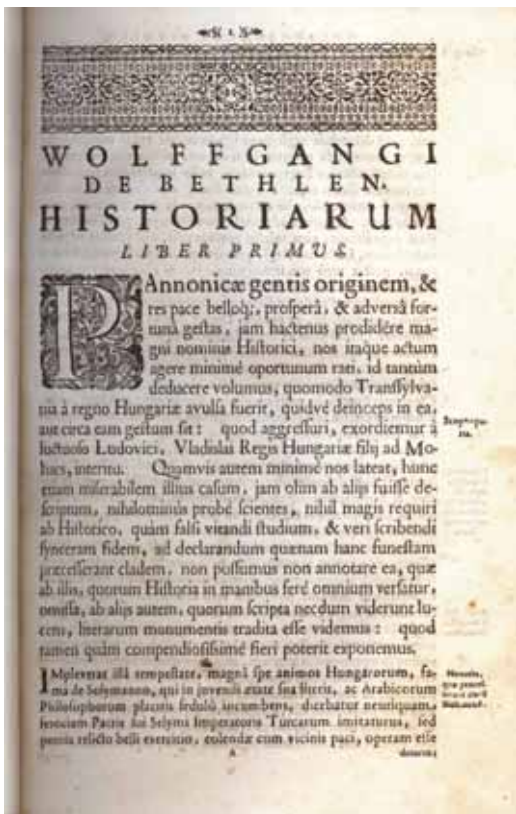 1
WOLFFGANGI
DE BETHLEN.
HISTORIARUM
LIBER PRIMUS.
PAnnonicæ gentis originem, &
res pace belloq;, prosperâ, & adversâ for-
tunâ gestas, jam hactenus prodidére ma-
gni nominis Historici, nos itaque actum
agere minimè oportunum rati, id tantùm
deducere volumus, quomodo Transsylva-
nia à regno Hungariæ avulsa fuerit, quidvé deinceps in ea,
aut circa eam gestum sit: quod aggressuri, exordiemur à
luctuoso Ludovici, Vladislai Regis Hungariæ filij ad Mo-
hacs, interitu. Quamvis autem minimè nos lateat, hunc
etiam miserabilem illius casum, jam olim ab alijs fuisse de-
scriptum, nihilominùs probè scientes, nihil magis requiri
ab Historico, quàm falsi vitandi studium, & veri scribendi
synceram fidem, ad declarandum quænam hanc funestam
præcesserant cladem, non possumus non annotare ea, quæ
ab illis, quorum Historia in manibus ferè omnium versatur,
omissa, ab alijs autem, quorum scripta necdum viderunt lu-
cem, literarum monumentis tradita esse videmus: quod
tamen quàm compendiosissimè fieri poterit exponemus.
IMpleverat illâ tempestate, magnâ spe animos Hungarorum, fa-
ma de Solymanno, qui in juvenili ætate sua fueris, ac Arabicorum
Philosophorum placitis sedulò incumbens, dicebatur neutiquam,
ferociam Patris sui Selymi Imperatoris Turcarum imitaturus, sed
penitus relicto belli exercitio, colendæ cum vicinis paci, operam esse
A